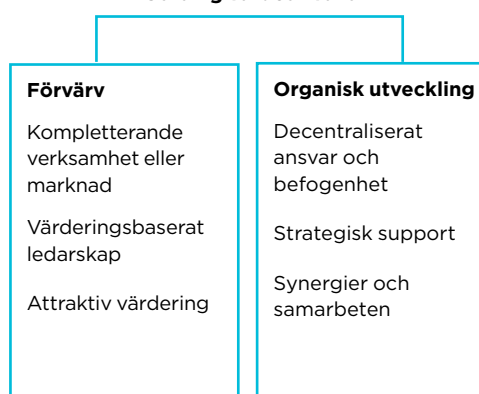 Förvärv
Kompletterande
verksamhet eller
marknad
Värderingsbaserat
ledarskap
Attraktiv värdering
Organisk utveckling
Decentraliserat
ansvar och
befogenhet
Strategisk support
Synergier och
samarbeten